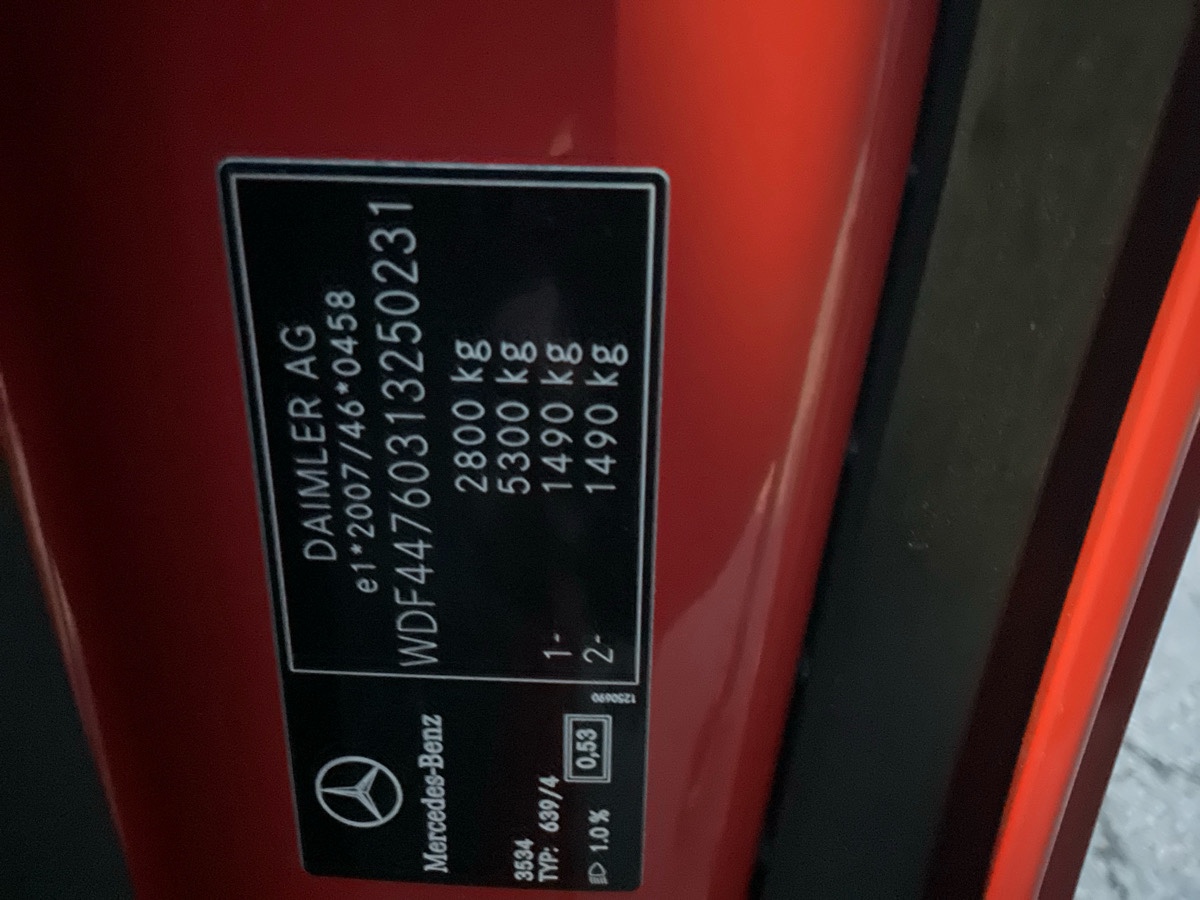 DAIMLER AG
e1*2007/46*0458
WDF44760313250231
2800 kg
5300 kg
1- 1490 kg
2- 1490 kg
Mercedes-Benz
3534
TYP: 639/4
1.0% 0,53
1250690